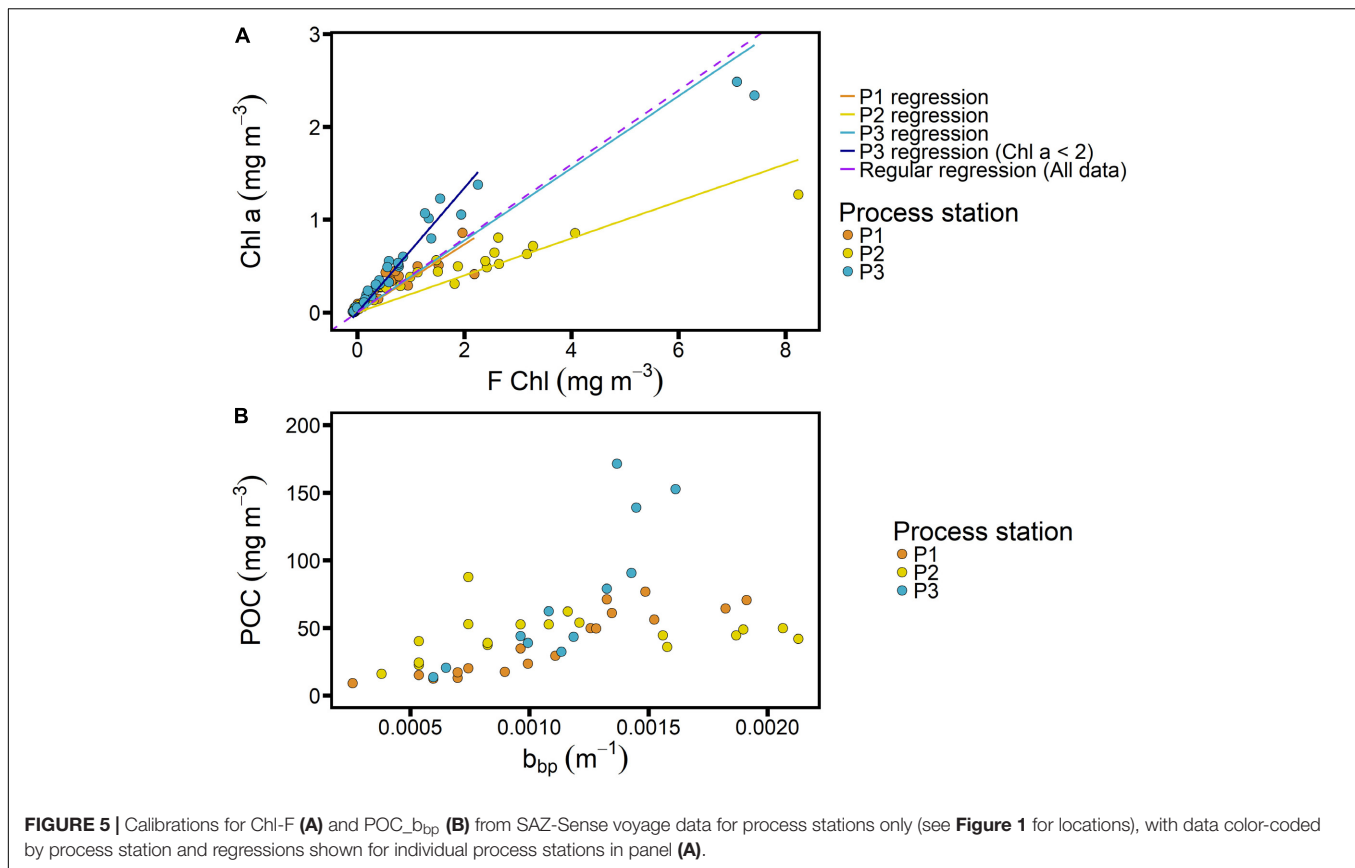 A
3
2
1
0
Chl a (mg m−3)
0 2 4 6 8
F Chl (mg m−3)
P1 regression
P2 regression
P3 regression
P3 regression (Chl a < 2)
Regular regression (All data)
Process station
P1
P2
P3
B
200
150
100
50
0
POC (mg m−3)
0.0005 0.0010 0.0015 0.0020
bbp (m−1)
Process station
P1
P2
P3
FIGURE 5 | Calibrations for Chl-F (A) and POC_bbp (B) from SAZ-Sense voyage data for process stations only (see Figure 1 for locations), with data color-coded
by process station and regressions shown for individual process stations in panel (A).